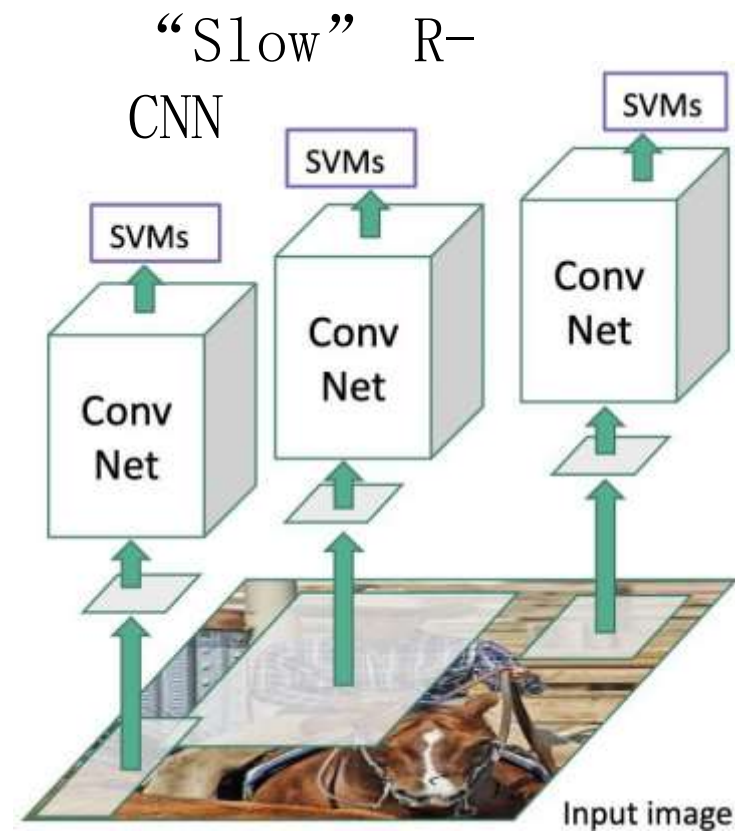 “Slow” R-
CNN
SVMs
SVMs
SVMs
Conv
Net
Conv
Net
Conv
Net
Input image